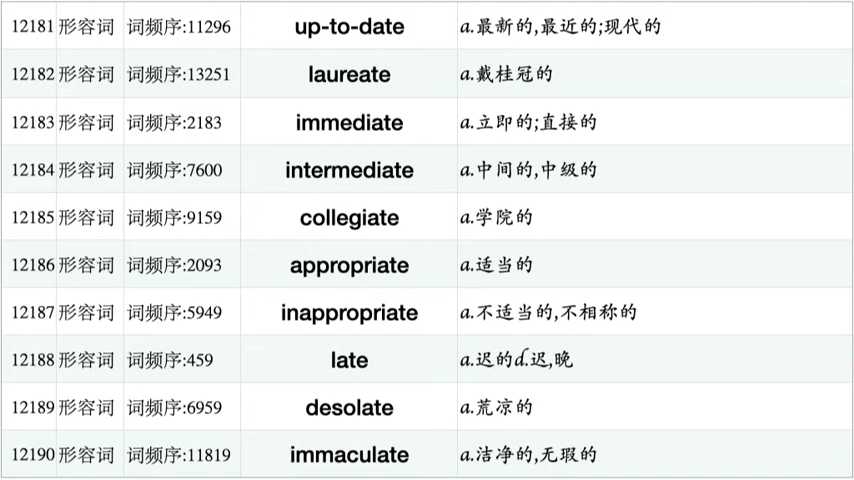 12181 形容词 词频序:11296 up-to-date a.最新的,最近的;现代的
12182 形容词 词频序:13251 laureate a.戴桂冠的
12183 形容词 词频序:2183 immediate a.立即的;直接的
12184 形容词 词频序:7600 intermediate a.中间的,中级的
12185 形容词 词频序:9159 collegiate a.学院的
12186 形容词 词频序:2093 appropriate a.适当的
12187 形容词 词频序:5949 inappropriate a.不适当的,不相称的
12188 形容词 词频序:459 late a.迟的d.迟,晚
12189 形容词 词频序:6959 desolate a.荒凉的
12190 形容词 词频序:11819 immaculate a.洁净的,无瑕的